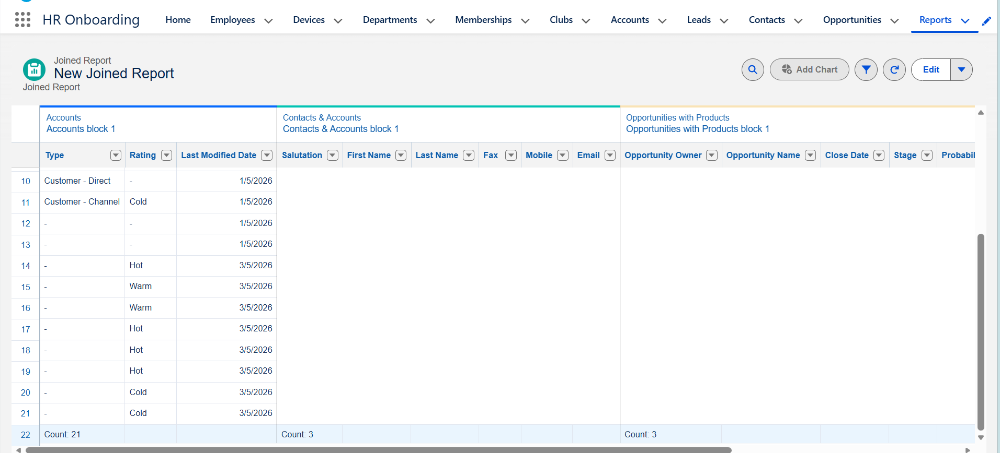 HR Onboarding Home Employees Devices Departments Memberships Clubs Accounts Leads Contacts Opportunities Reports
Joined Report
New Joined Report
Joined Report
Add Chart Edit
Accounts Contacts & Accounts Opportunities with Products
Accounts block 1 Contacts & Accounts block 1 Opportunities with Products block 1
Type Rating Last Modified Date Salutation First Name Last Name Fax Mobile Email Opportunity Owner Opportunity Name Close Date Stage Probabil
10 Customer - Direct - 1/5/2026
11 Customer - Channel Cold 1/5/2026
12 - - 1/5/2026
13 - - 1/5/2026
14 - Hot 3/5/2026
15 - Warm 3/5/2026
16 - Warm 3/5/2026
17 - Hot 3/5/2026
18 - Hot 3/5/2026
19 - Hot 3/5/2026
20 - Cold 3/5/2026
21 - Cold 3/5/2026
22 Count: 21 Count: 3 Count: 3